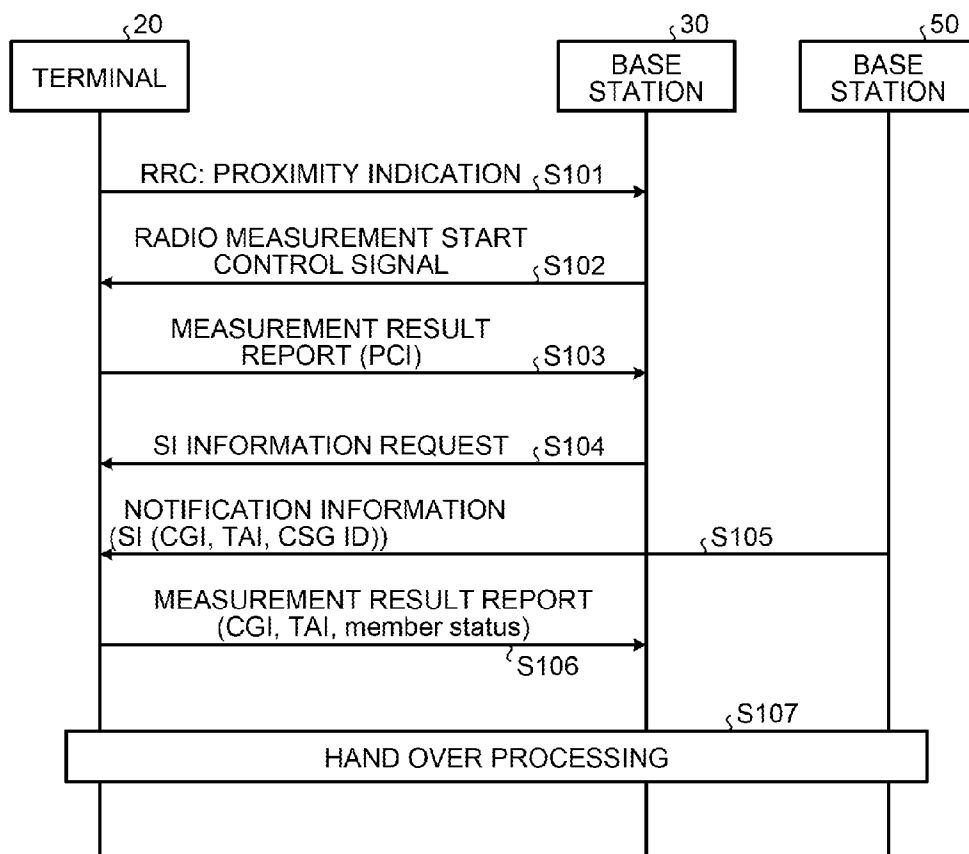 20
30
50
TERMINAL
BASE
STATION
BASE
STATION
RRC: PROXIMITY INDICATION
S101
RADIO MEASUREMENT START
CONTROL SIGNAL
S102
MEASUREMENT RESULT
REPORT (PCI)
S103
SI INFORMATION REQUEST
S104
NOTIFICATION INFORMATION
(SI (CGI, TAI, CSG ID))
S105
MEASUREMENT RESULT REPORT
(CGI, TAI, member status)
S106
S107
HAND OVER PROCESSING